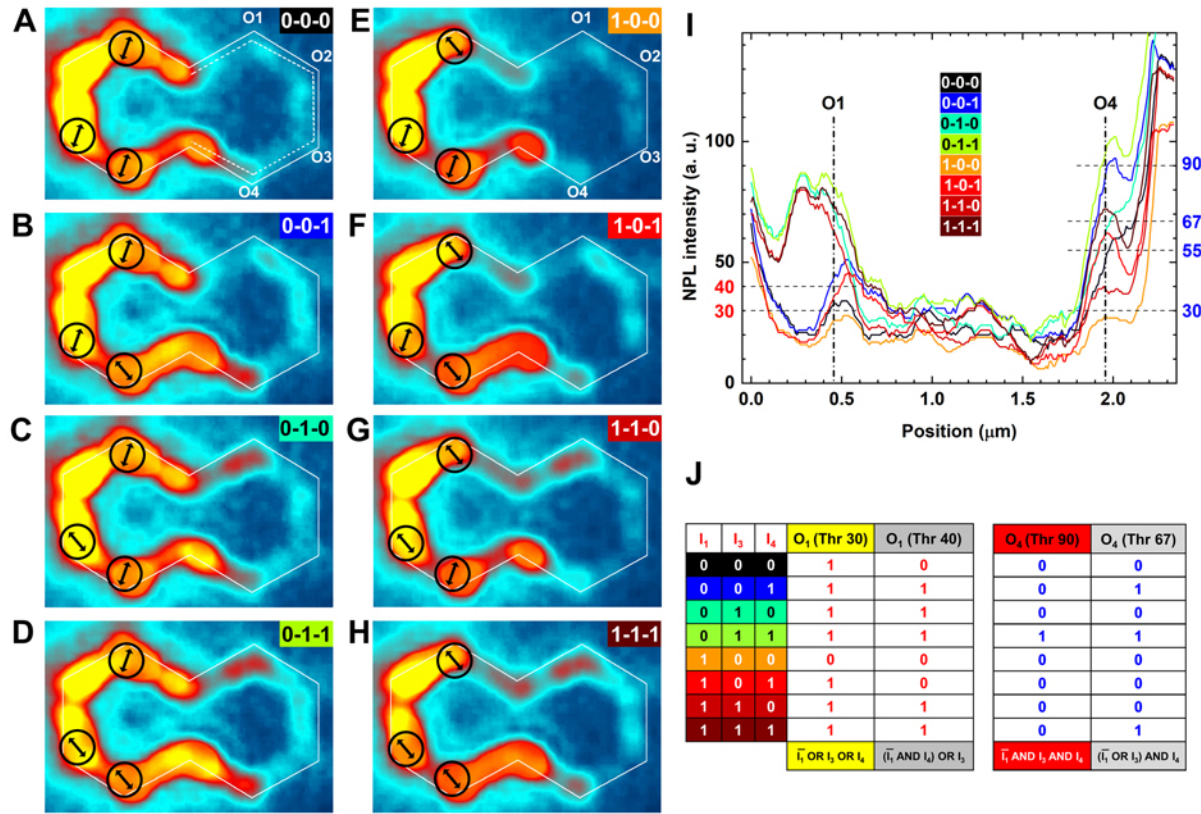 A
0-0-0
O1
O2
O3
O4
B
0-0-1
C
0-1-0
D
0-1-1
E
1-0-0
O1
O2
O3
O4
F
1-0-1
G
1-1-0
H
1-1-1
I
NPL intensity (a. u.)
100
50
40
30
0
O1
O4
0-0-0
0-0-1
0-1-0
0-1-1
1-0-0
1-0-1
1-1-0
1-1-1
90
67
55
30
0.0 0.5 1.0 1.5 2.0
Position (μm)
J
I₁ I₃ I₄ O₁ (Thr 30) O₁ (Thr 40) O₄ (Thr 90) O₄ (Thr 67)
0 0 0 1 0 0 0
0 0 1 1 1 0 1
0 1 0 1 1 0 0
0 1 1 1 1 1 1
1 0 0 0 0 0 0
1 0 1 1 0 0 0
1 1 0 1 1 0 0
1 1 1 1 1 0 1
I̅₁ OR I₃ OR I₄ (I̅₁ AND I₄) OR I₃ I̅₁ AND I₃ AND I₄ (I̅₁ OR I₃) AND I₄